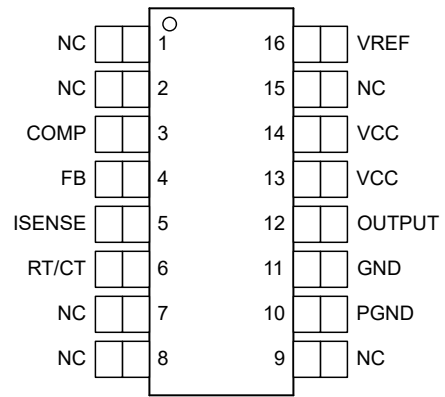 NC 1 16 VREF
NC 2 15 NC
COMP 3 14 VCC
FB 4 13 VCC
ISENSE 5 12 OUTPUT
RT/CT 6 11 GND
NC 7 10 PGND
NC 8 9 NC